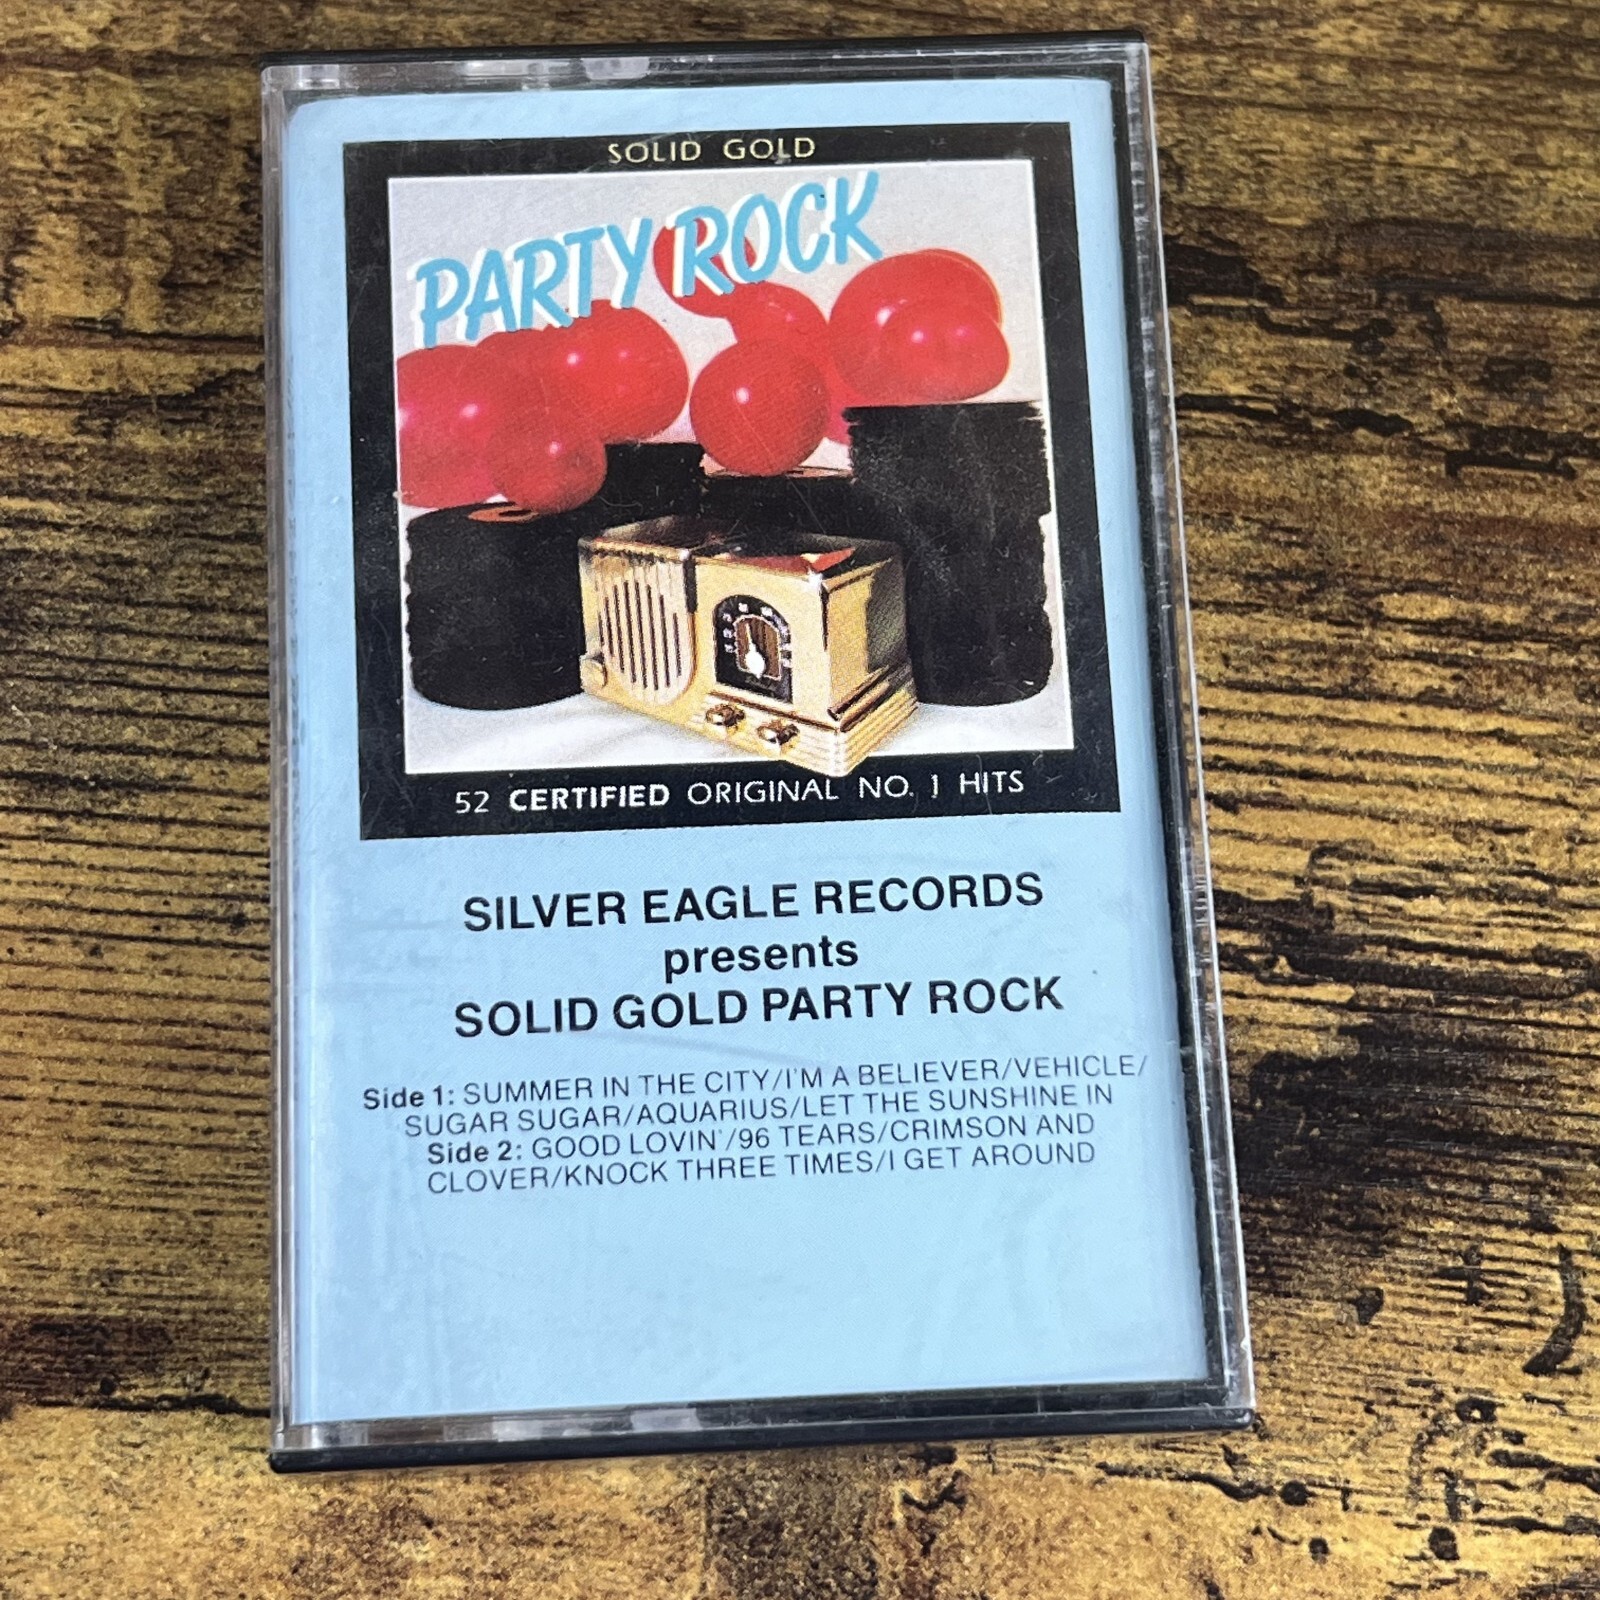 SOLID GOLD
PARTY ROCK
52 CERTIFIED ORIGINAL NO. 1 HITS
SILVER EAGLE RECORDS
presents
SOLID GOLD PARTY ROCK
Side 1: SUMMER IN THE CITY/I'M A BELIEVER/VEHICLE/
SUGAR SUGAR/AQUARIUS/LET THE SUNSHINE IN
Side 2: GOOD LOVIN'/96 TEARS/CRIMSON AND
CLOVER/KNOCK THREE TIMES/I GET AROUND